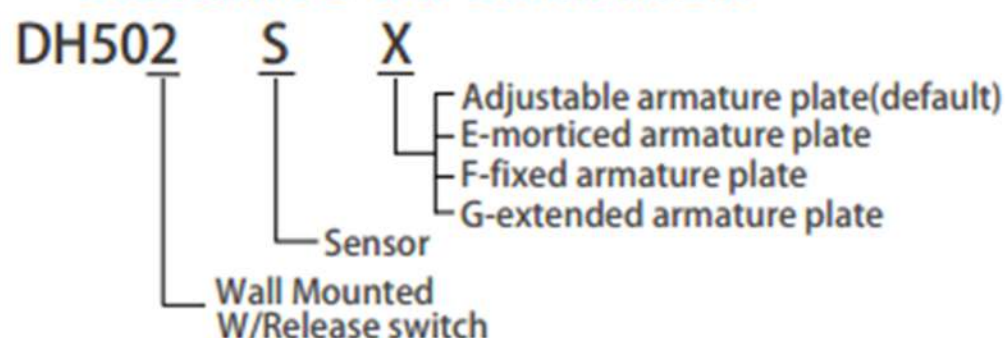 DH502 S X
Adjustable armature plate(default)
E-morticed armature plate
F-fixed armature plate
G-extended armature plate
Sensor
Wall Mounted
W/Release switch